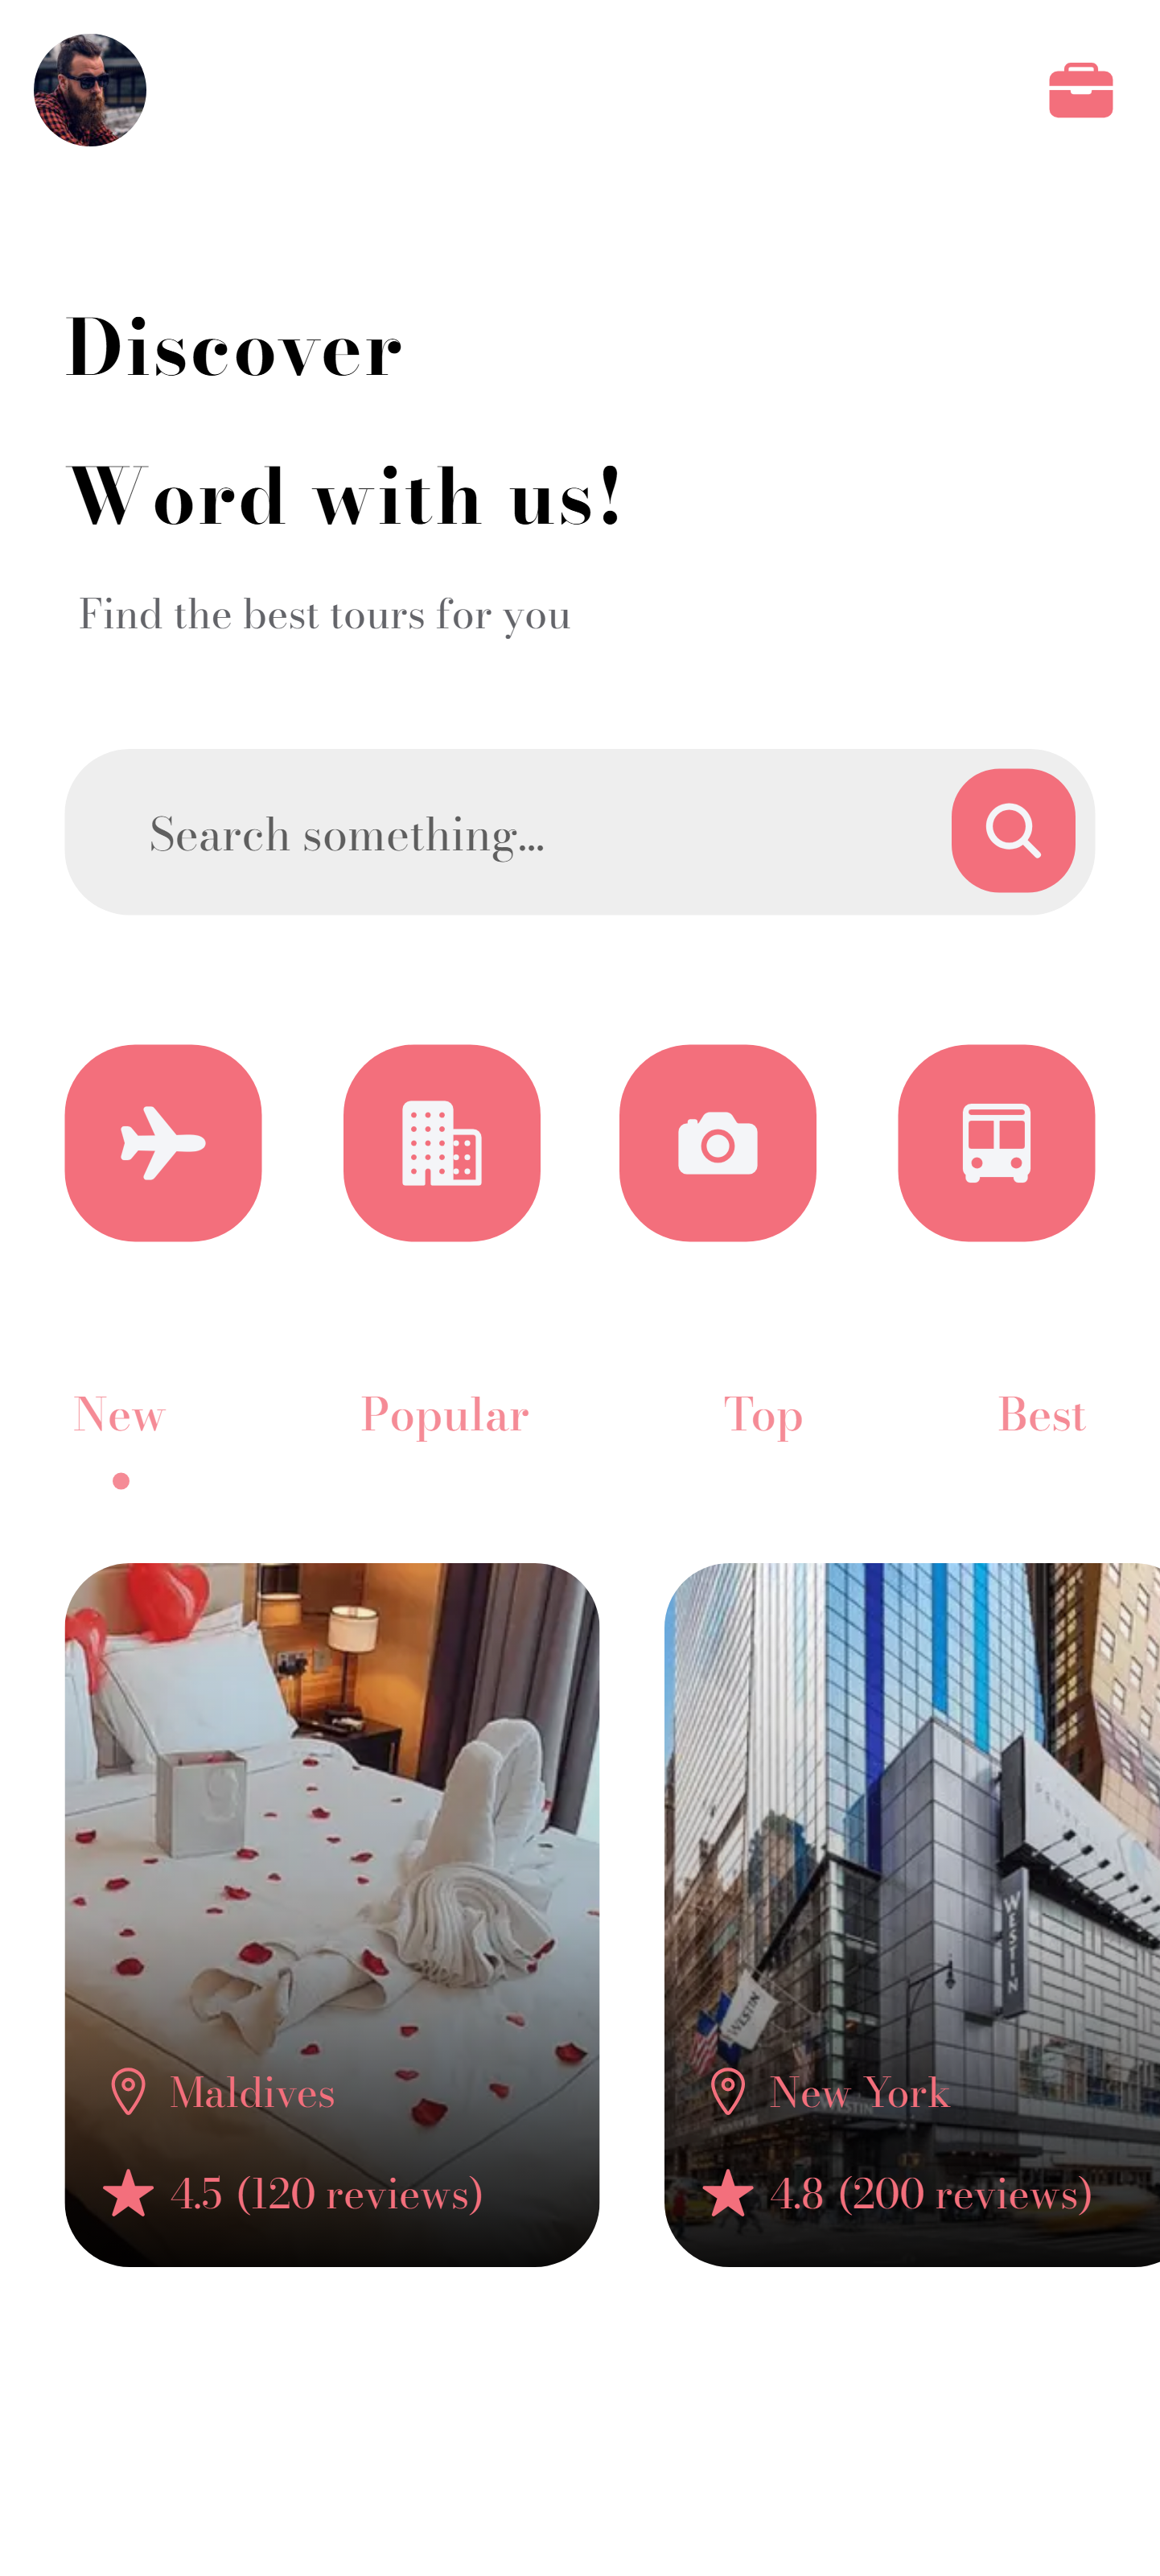 Discover
Word with us!
Find the best tours for you
Search something...
New
Popular
Top
Best
WESTIN
WESTIN
Maldives
New York
4.5 (120 reviews)
4.8 (200 reviews)